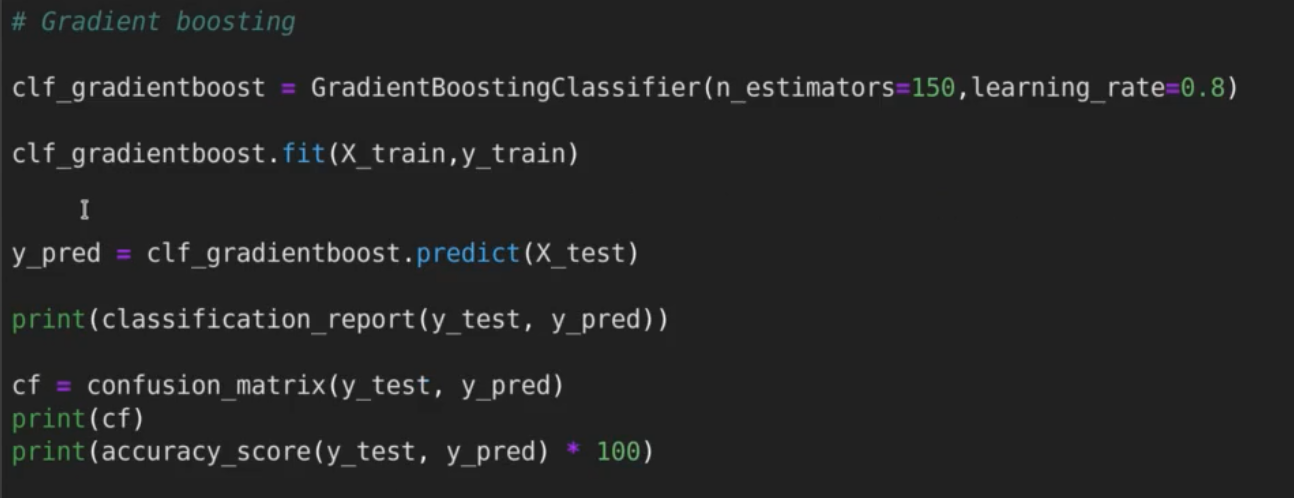 # Gradient boosting
clf_gradientboost = GradientBoostingClassifier(n_estimators=150,learning_rate=0.8)
clf_gradientboost.fit(X_train,y_train)
y_pred = clf_gradientboost.predict(X_test)
print(classification_report(y_test, y_pred))
cf = confusion_matrix(y_test, y_pred)
print(cf)
print(accuracy_score(y_test, y_pred) * 100)